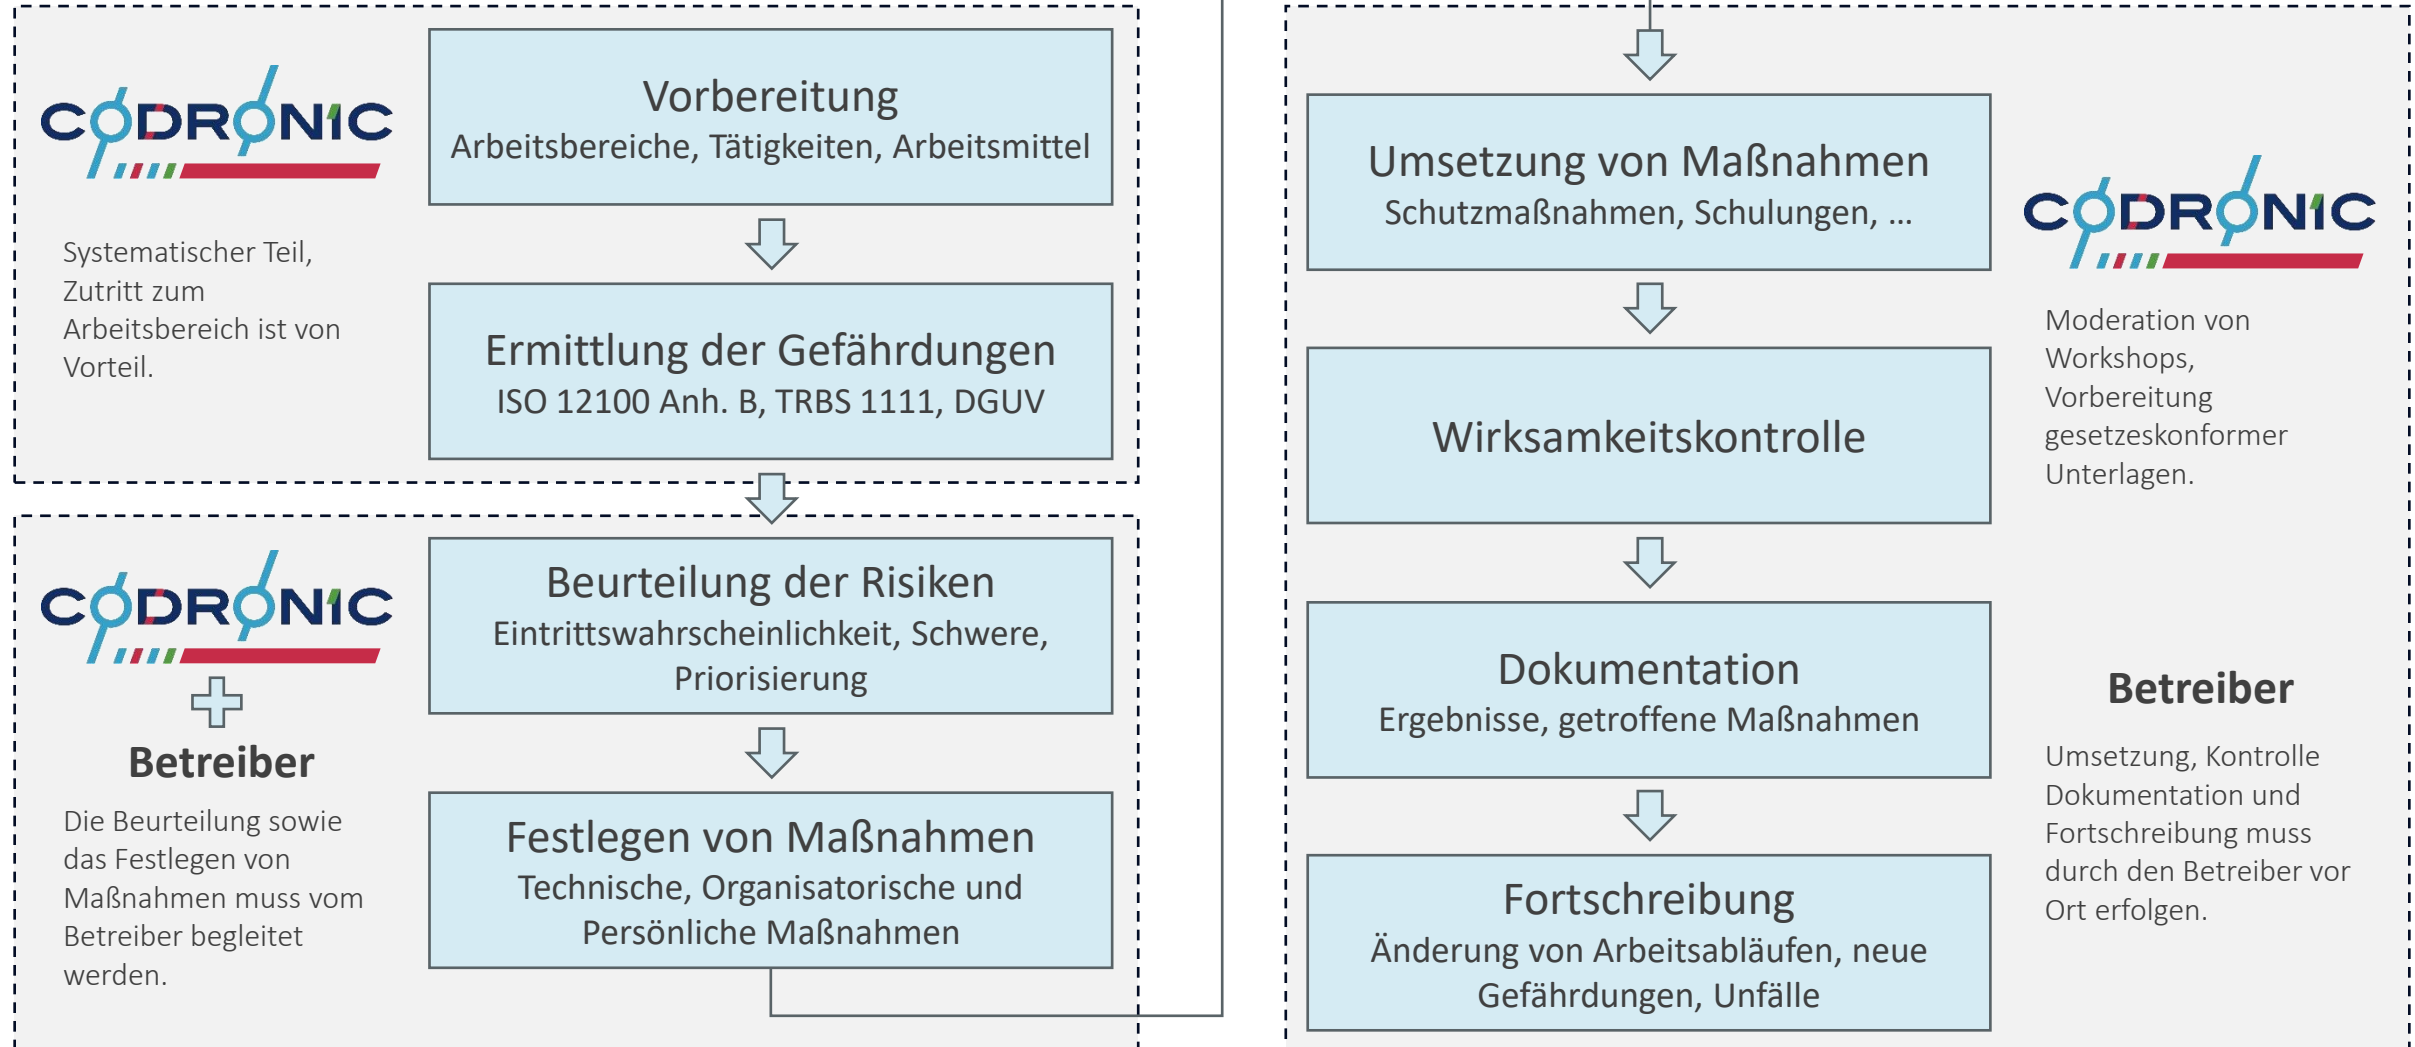 CODRONIC
Systematischer Teil,
Zutritt zum
Arbeitsbereich ist von
Vorteil.
Vorbereitung
Arbeitsbereiche, Tätigkeiten, Arbeitsmittel
Ermittlung der Gefährdungen
ISO 12100 Anh. B, TRBS 1111, DGUV
CODRONIC
Betreiber
Die Beurteilung sowie
das Festlegen von
Maßnahmen muss vom
Betreiber begleitet
werden.
Beurteilung der Risiken
Eintrittswahrscheinlichkeit, Schwere,
Priorisierung
Festlegen von Maßnahmen
Technische, Organisatorische und
Persönliche Maßnahmen
Umsetzung von Maßnahmen
Schutzmaßnahmen, Schulungen, ...
Wirksamkeitskontrolle
Dokumentation
Ergebnisse, getroffene Maßnahmen
Fortschreibung
Änderung von Arbeitsabläufen, neue
Gefährdungen, Unfälle
CODRONIC
Moderation von
Workshops,
Vorbereitung
gesetzeskonformer
Unterlagen.
Betreiber
Umsetzung, Kontrolle
Dokumentation und
Fortschreibung muss
durch den Betreiber vor
Ort erfolgen.